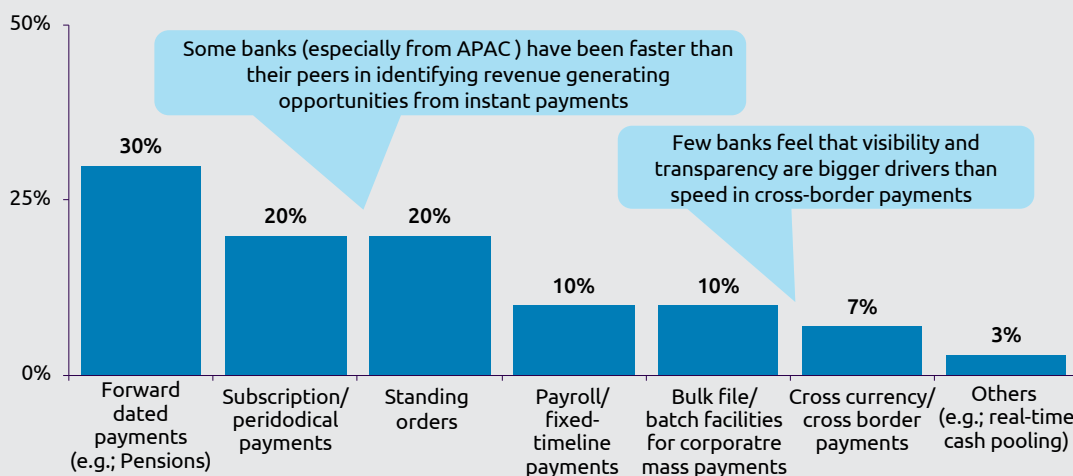 50%
Some banks (especially from APAC ) have been faster than
their peers in identifying revenue generating
opportunities from instant payments
Few banks feel that visibility and
transparency are bigger drivers than
speed in cross-border payments
30%
25%
20%
20%
10%
10%
7%
3%
0%
Forward
dated
payments
(e.g.; Pensions)
Subscription/
peridodical
payments
Standing
orders
Payroll/
fixed-
timeline
payments
Bulk file/
batch facilities
for corporatre
mass payments
Cross currency/
cross border
payments
Others
(e.g.; real-time
cash pooling)